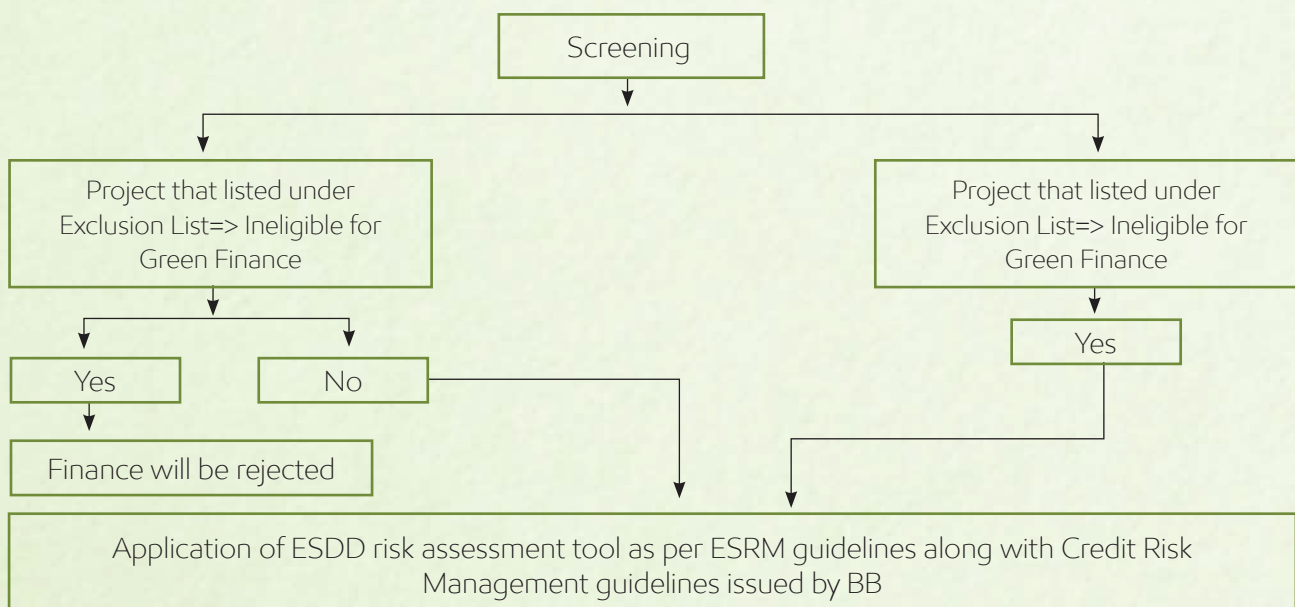 Screening
Project that listed under
Exclusion List=> Ineligible for
Green Finance
Project that listed under
Exclusion List=> Ineligible for
Green Finance
Yes
No
Yes
Finance will be rejected
Application of ESDD risk assessment tool as per ESRM guidelines along with Credit Risk
Management guidelines issued by BB